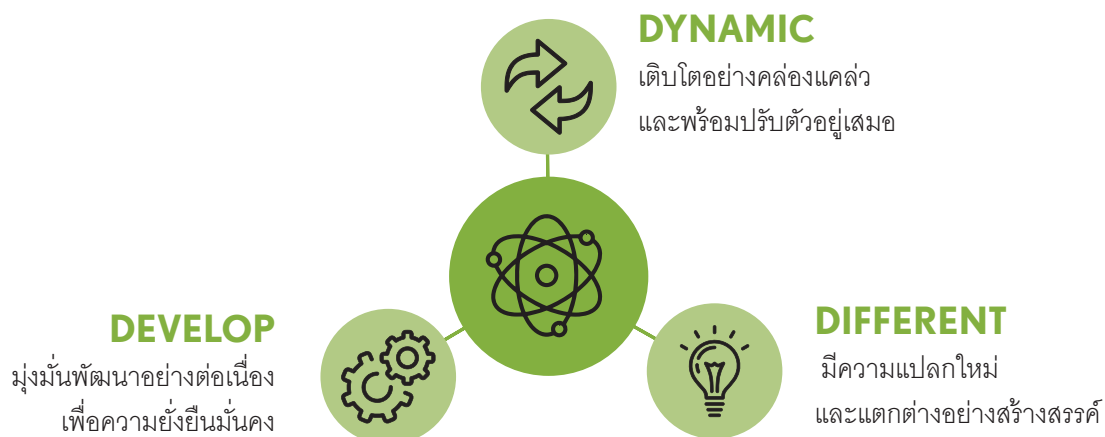 DYNAMIC
เติบโตอย่างคล่องแคล่ว
และพร้อมปรับตัวอยู่เสมอ
DEVELOP
มุ่งมั่นพัฒนาอย่างต่อเนื่อง
เพื่อความยั่งยืนมั่นคง
DIFFERENT
มีความแปลกใหม่
และแตกต่างอย่างสร้างสรรค์